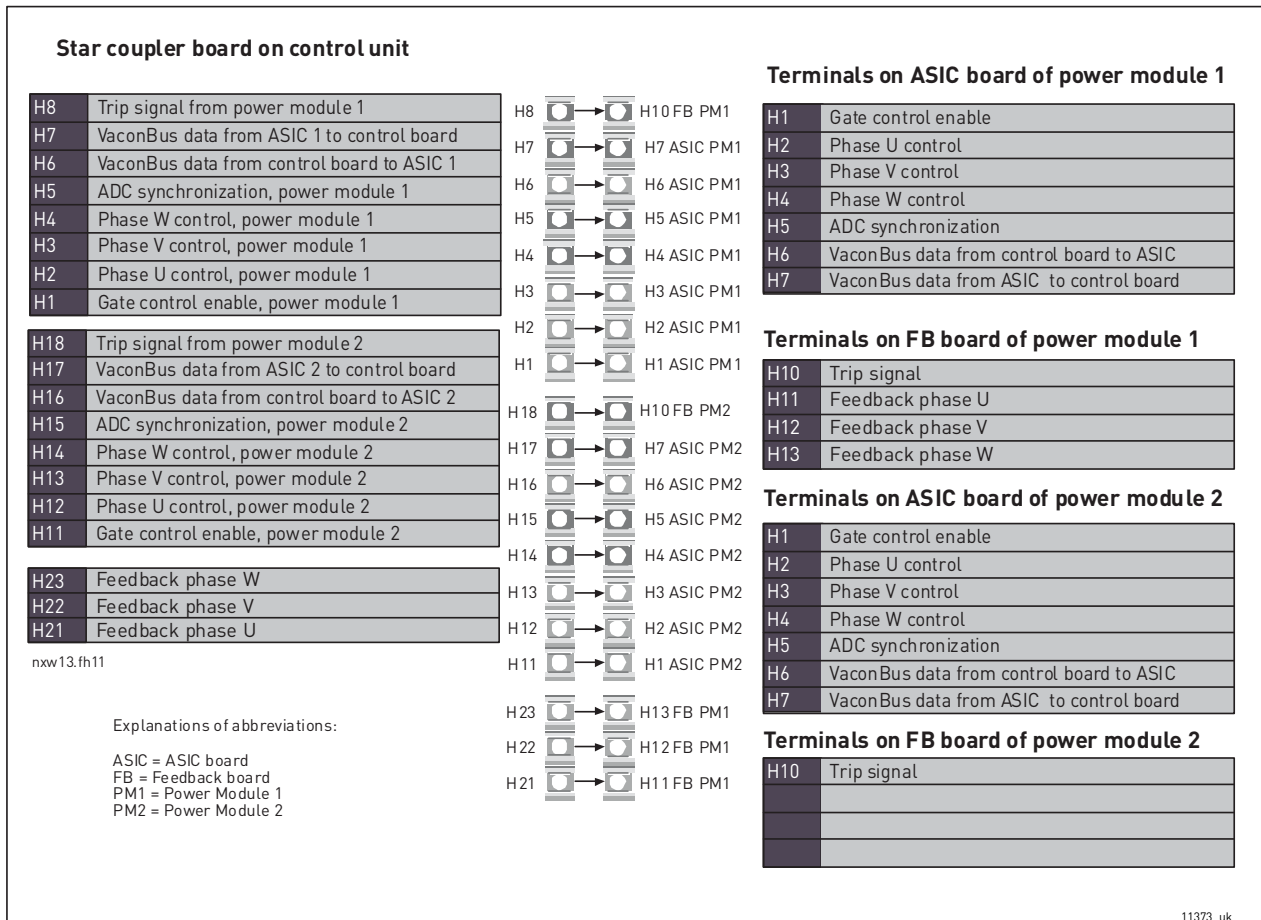 Star coupler board on control unit
H8 Trip signal from power module 1
H7 VaconBus data from ASIC 1 to control board
H6 VaconBus data from control board to ASIC 1
H5 ADC synchronization, power module 1
H4 Phase W control, power module 1
H3 Phase V control, power module 1
H2 Phase U control, power module 1
H1 Gate control enable, power module 1
H18 Trip signal from power module 2
H17 VaconBus data from ASIC 2 to control board
H16 VaconBus data from control board to ASIC 2
H15 ADC synchronization, power module 2
H14 Phase W control, power module 2
H13 Phase V control, power module 2
H12 Phase U control, power module 2
H11 Gate control enable, power module 2
H23 Feedback phase W
H22 Feedback phase V
H21 Feedback phase U
nxw13.fh11
Explanations of abbreviations:
ASIC = ASIC board
FB = Feedback board
PM1 = Power Module 1
PM2 = Power Module 2
H8 H10 FB PM1
H7 H7 ASIC PM1
H6 H6 ASIC PM1
H5 H5 ASIC PM1
H4 H4 ASIC PM1
H3 H3 ASIC PM1
H2 H2 ASIC PM1
H1 H1 ASIC PM1
H18 H10 FB PM2
H17 H7 ASIC PM2
H16 H6 ASIC PM2
H15 H5 ASIC PM2
H14 H4 ASIC PM2
H13 H3 ASIC PM2
H12 H2 ASIC PM2
H11 H1 ASIC PM2
H23 H13 FB PM1
H22 H12 FB PM1
H21 H11 FB PM1
Terminals on ASIC board of power module 1
H1 Gate control enable
H2 Phase U control
H3 Phase V control
H4 Phase W control
H5 ADC synchronization
H6 VaconBus data from control board to ASIC
H7 VaconBus data from ASIC to control board
Terminals on FB board of power module 1
H10 Trip signal
H11 Feedback phase U
H12 Feedback phase V
H13 Feedback phase W
Terminals on ASIC board of power module 2
H1 Gate control enable
H2 Phase U control
H3 Phase V control
H4 Phase W control
H5 ADC synchronization
H6 VaconBus data from control board to ASIC
H7 VaconBus data from ASIC to control board
Terminals on FB board of power module 2
H10 Trip signal
11373_uk